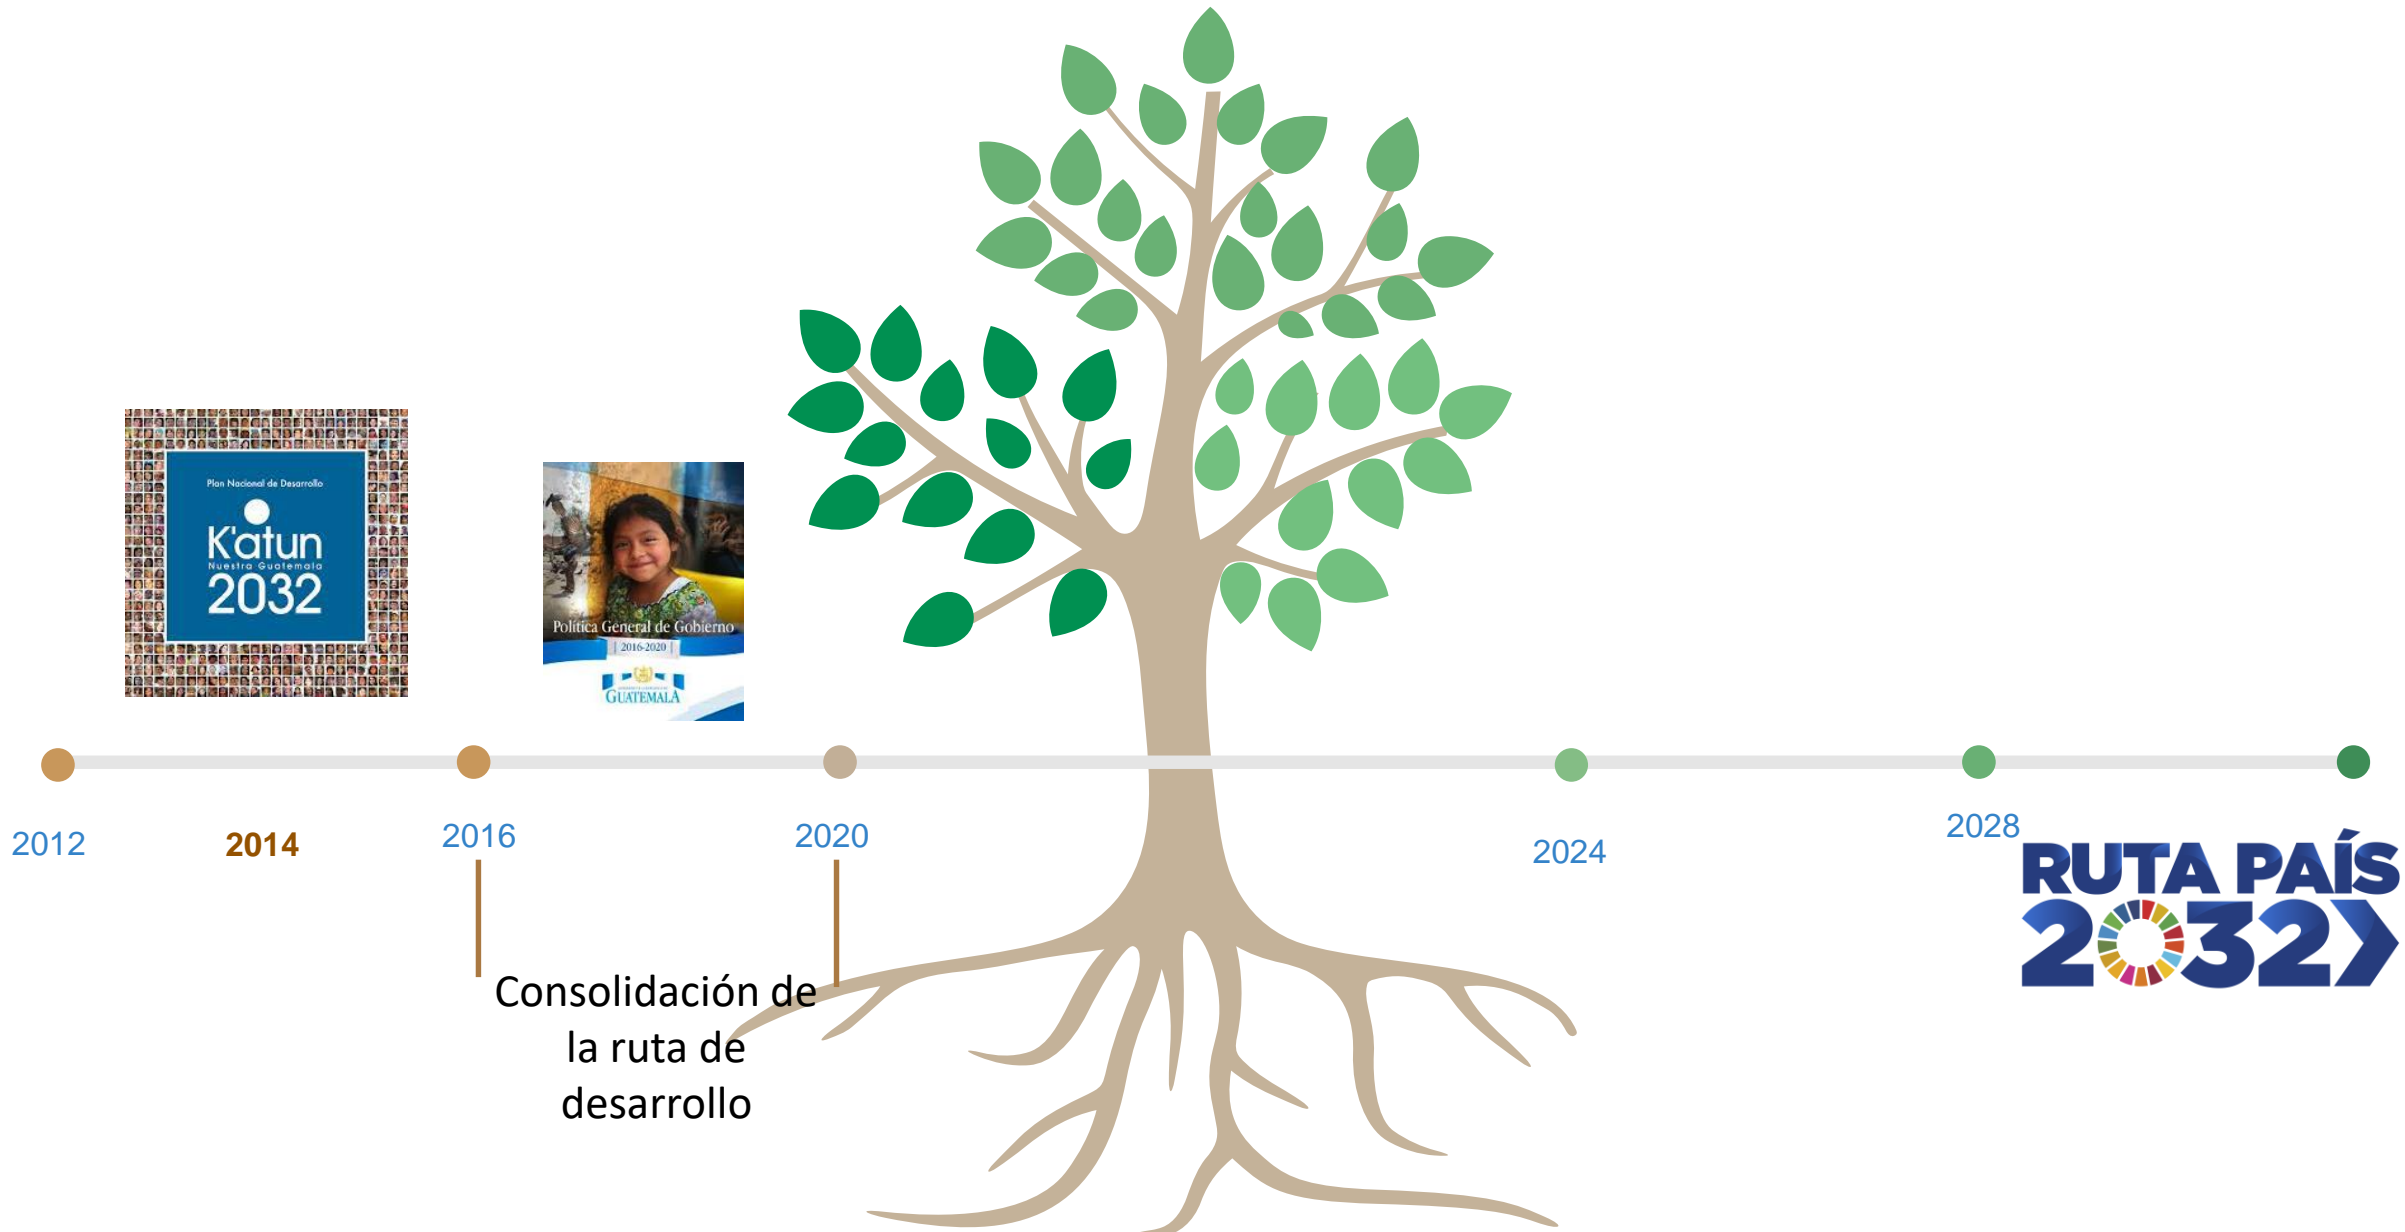 Plan Nacional de Desarrollo
K'atun
Nuestra Guatemala
2032
Política General de Gobierno
2016-2020
GUATEMALA
2012
2014
2016
2020
2024
2028
RUTA PAÍS
2032
Consolidación de
la ruta de
desarrollo